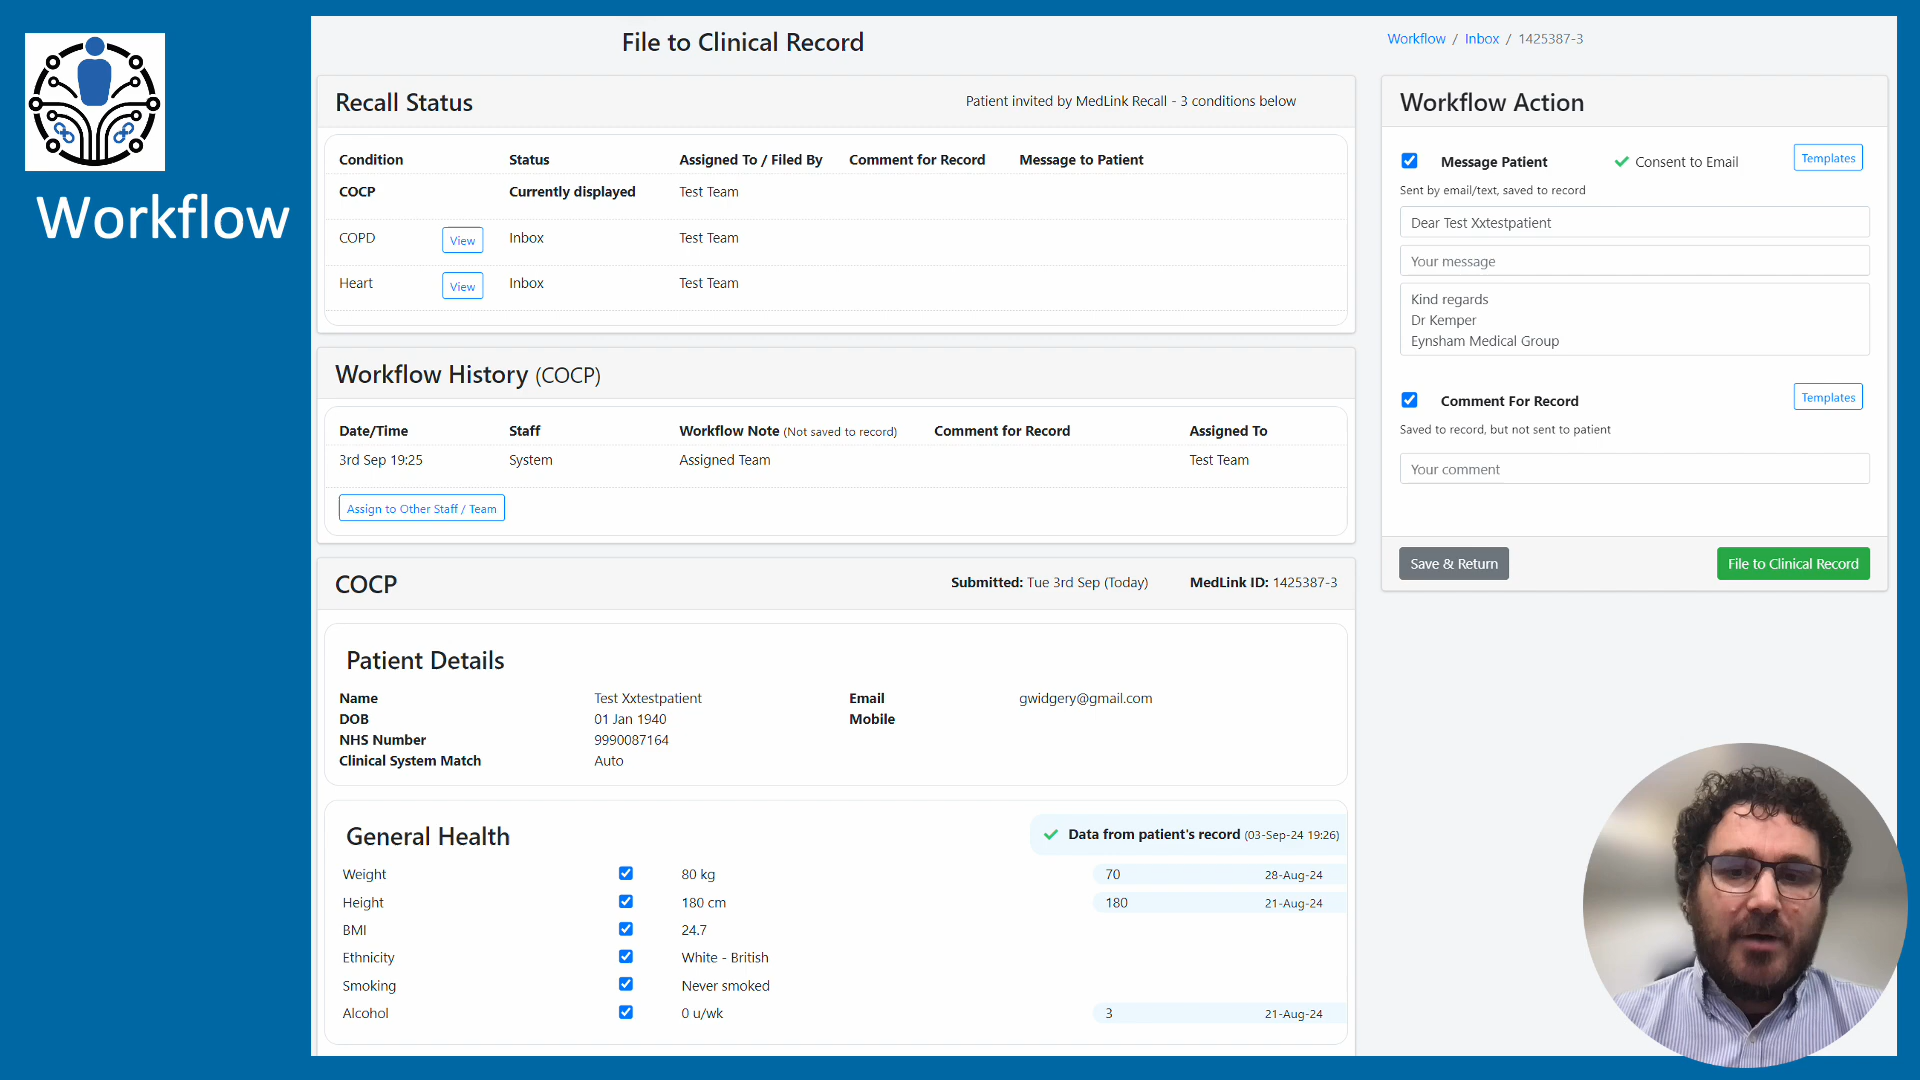 Workflow
File to Clinical Record
Workflow / Inbox / 1425387-3
Recall Status
Patient invited by MedLink Recall - 3 conditions below
Condition Status Assigned To / Filed By Comment for Record Message to Patient
COCP Currently displayed Test Team
COPD View Inbox Test Team
Heart View Inbox Test Team
Workflow History (COCP)
Date/Time Staff Workflow Note (Not saved to record) Comment for Record Assigned To
3rd Sep 19:25 System Assigned Team Test Team
Assign to Other Staff / Team
COCP Submitted: Tue 3rd Sep (Today) MedLink ID: 1425387-3
Patient Details
Name Test Xxtestpatient Email gwidgery@gmail.com
DOB 01 Jan 1940 Mobile
NHS Number 9990087164
Clinical System Match Auto
General Health
Data from patient's record (03-Sep-24 19:26)
Weight 80 kg 70 28-Aug-24
Height 180 cm 180 21-Aug-24
BMI 24.7
Ethnicity White - British
Smoking Never smoked
Alcohol 0 u/wk 3 21-Aug-24
Workflow Action
Message Patient Consent to Email Templates
Sent by email/text, saved to record
Dear Test Xxtestpatient
Your message
Kind regards
Dr Kemper
Eynsham Medical Group
Comment For Record Templates
Saved to record, but not sent to patient
Your comment
Save & Return File to Clinical Record